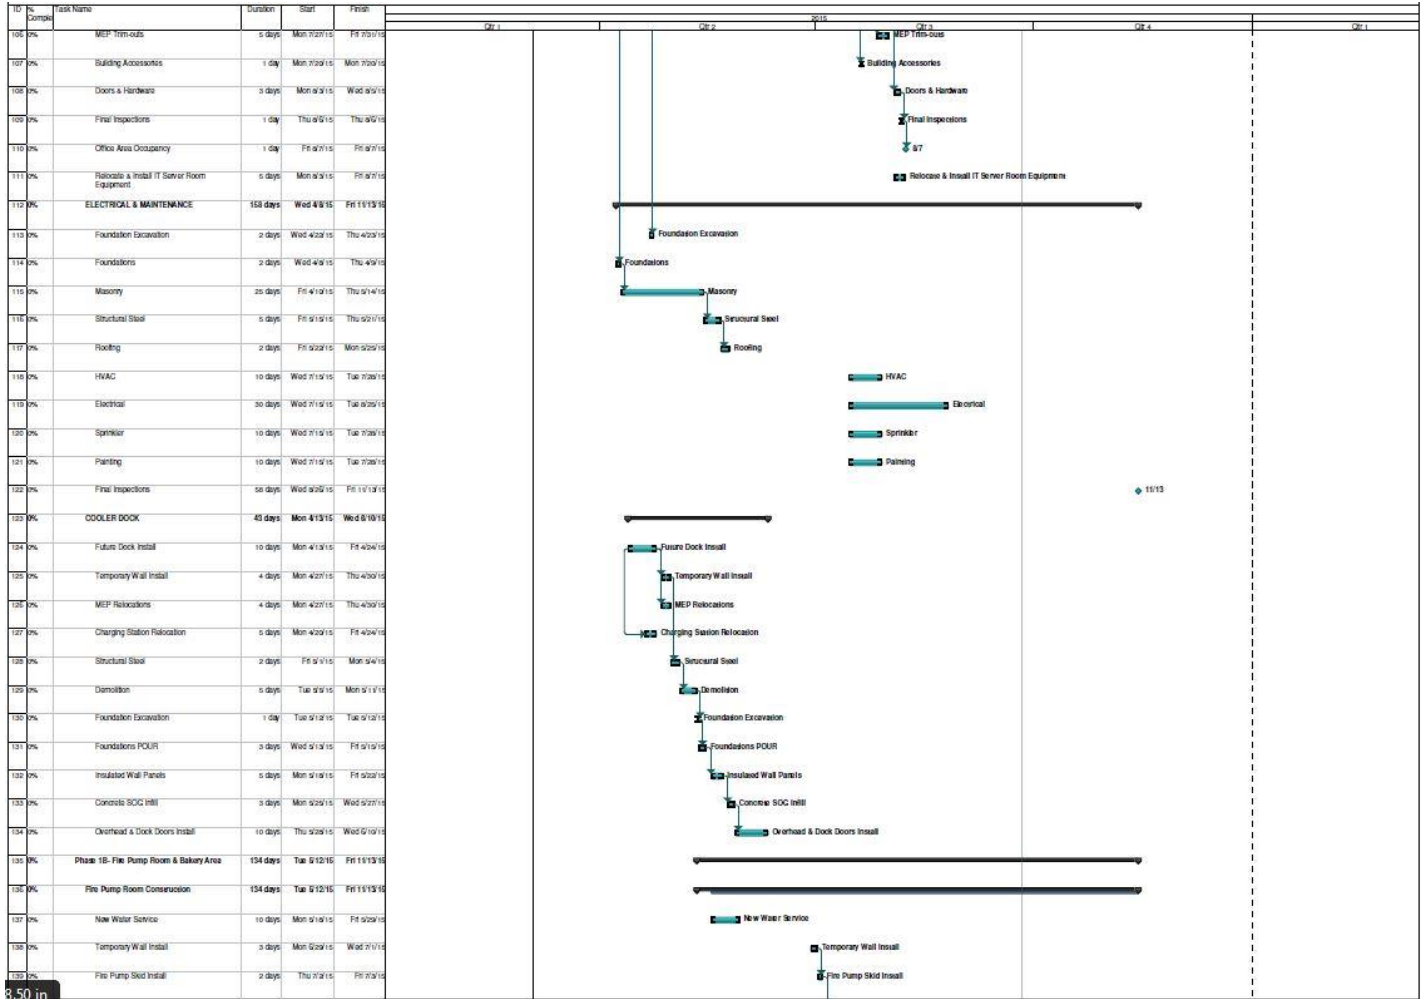 ID % Task Name Duration Start Finish
Comple
2015
Qtr 1 Qtr 2 Qtr 3 Qtr 4 Qtr 1
106 0% MEP Trim-outs 5 days Mon 7/27/15 Fri 7/31/15 MEP Trim-outs
107 0% Building Accessories 1 day Mon 7/20/15 Mon 7/20/15 Building Accessories
108 0% Doors & Hardware 3 days Mon 8/3/15 Wed 8/5/15 Doors & Hardware
109 0% Final Inspections 1 day Thu 8/6/15 Thu 8/6/15 Final Inspections
110 0% Office Area Occupancy 1 day Fri 8/7/15 Fri 8/7/15 8/7
111 0% Relocate & Install IT Server Room 5 days Mon 8/3/15 Fri 8/7/15 Relocate & Install IT Server Room Equipment
Equipment
112 0% ELECTRICAL & MAINTENANCE 158 days Wed 4/8/15 Fri 11/13/15
113 0% Foundation Excavation 2 days Wed 4/22/15 Thu 4/23/15 Foundation Excavation
114 0% Foundations 2 days Wed 4/8/15 Thu 4/9/15 Foundations
115 0% Masonry 25 days Fri 4/10/15 Thu 5/14/15 Masonry
116 0% Structural Steel 5 days Fri 5/15/15 Thu 5/21/15 Structural Steel
117 0% Roofing 2 days Fri 5/22/15 Mon 5/25/15 Roofing
118 0% HVAC 10 days Wed 7/15/15 Tue 7/28/15 HVAC
119 0% Electrical 30 days Wed 7/15/15 Tue 8/25/15 Electrical
120 0% Sprinkler 10 days Wed 7/15/15 Tue 7/28/15 Sprinkler
121 0% Painting 10 days Wed 7/15/15 Tue 7/28/15 Painting
122 0% Final Inspections 58 days Wed 8/26/15 Fri 11/13/15 11/13
123 0% COOLER DOCK 43 days Mon 4/13/15 Wed 6/10/15
124 0% Future Dock Install 10 days Mon 4/13/15 Fri 4/24/15 Future Dock Install
125 0% Temporary Wall Install 4 days Mon 4/27/15 Thu 4/30/15 Temporary Wall Install
126 0% MEP Relocations 4 days Mon 4/27/15 Thu 4/30/15 MEP Relocations
127 0% Charging Station Relocation 5 days Mon 4/20/15 Fri 4/24/15 Charging Station Relocation
128 0% Structural Steel 2 days Fri 5/1/15 Mon 5/4/15 Structural Steel
129 0% Demolition 5 days Tue 5/5/15 Mon 5/11/15 Demolition
130 0% Foundation Excavation 1 day Tue 5/12/15 Tue 5/12/15 Foundation Excavation
131 0% Foundations POUR 3 days Wed 5/13/15 Fri 5/15/15 Foundations POUR
132 0% Insulated Wall Panels 5 days Mon 5/18/15 Fri 5/22/15 Insulated Wall Panels
133 0% Concrete SOG Infill 3 days Mon 5/25/15 Wed 5/27/15 Concrete SOG Infill
134 0% Overhead & Dock Doors Install 10 days Thu 5/28/15 Wed 6/10/15 Overhead & Dock Doors Install
135 0% Phase 1B- Fire Pump Room & Bakery Area 134 days Tue 5/12/15 Fri 11/13/15
136 0% Fire Pump Room Construction 134 days Tue 5/12/15 Fri 11/13/15
137 0% New Water Service 10 days Mon 5/18/15 Fri 5/29/15 New Water Service
138 0% Temporary Wall Install 3 days Mon 6/29/15 Wed 7/1/15 Temporary Wall Install
139 0% Fire Pump Skid Install 2 days Thu 7/2/15 Fri 7/3/15 Fire Pump Skid Install
8.50 in